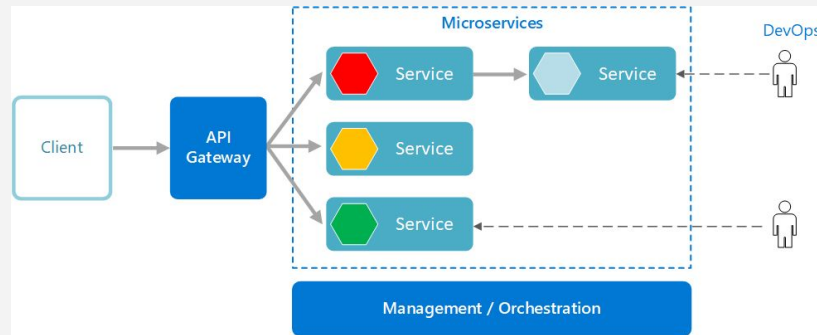 Microservices
DevOps
Service
Service
Client
API
Gateway
Service
Service
Management / Orchestration